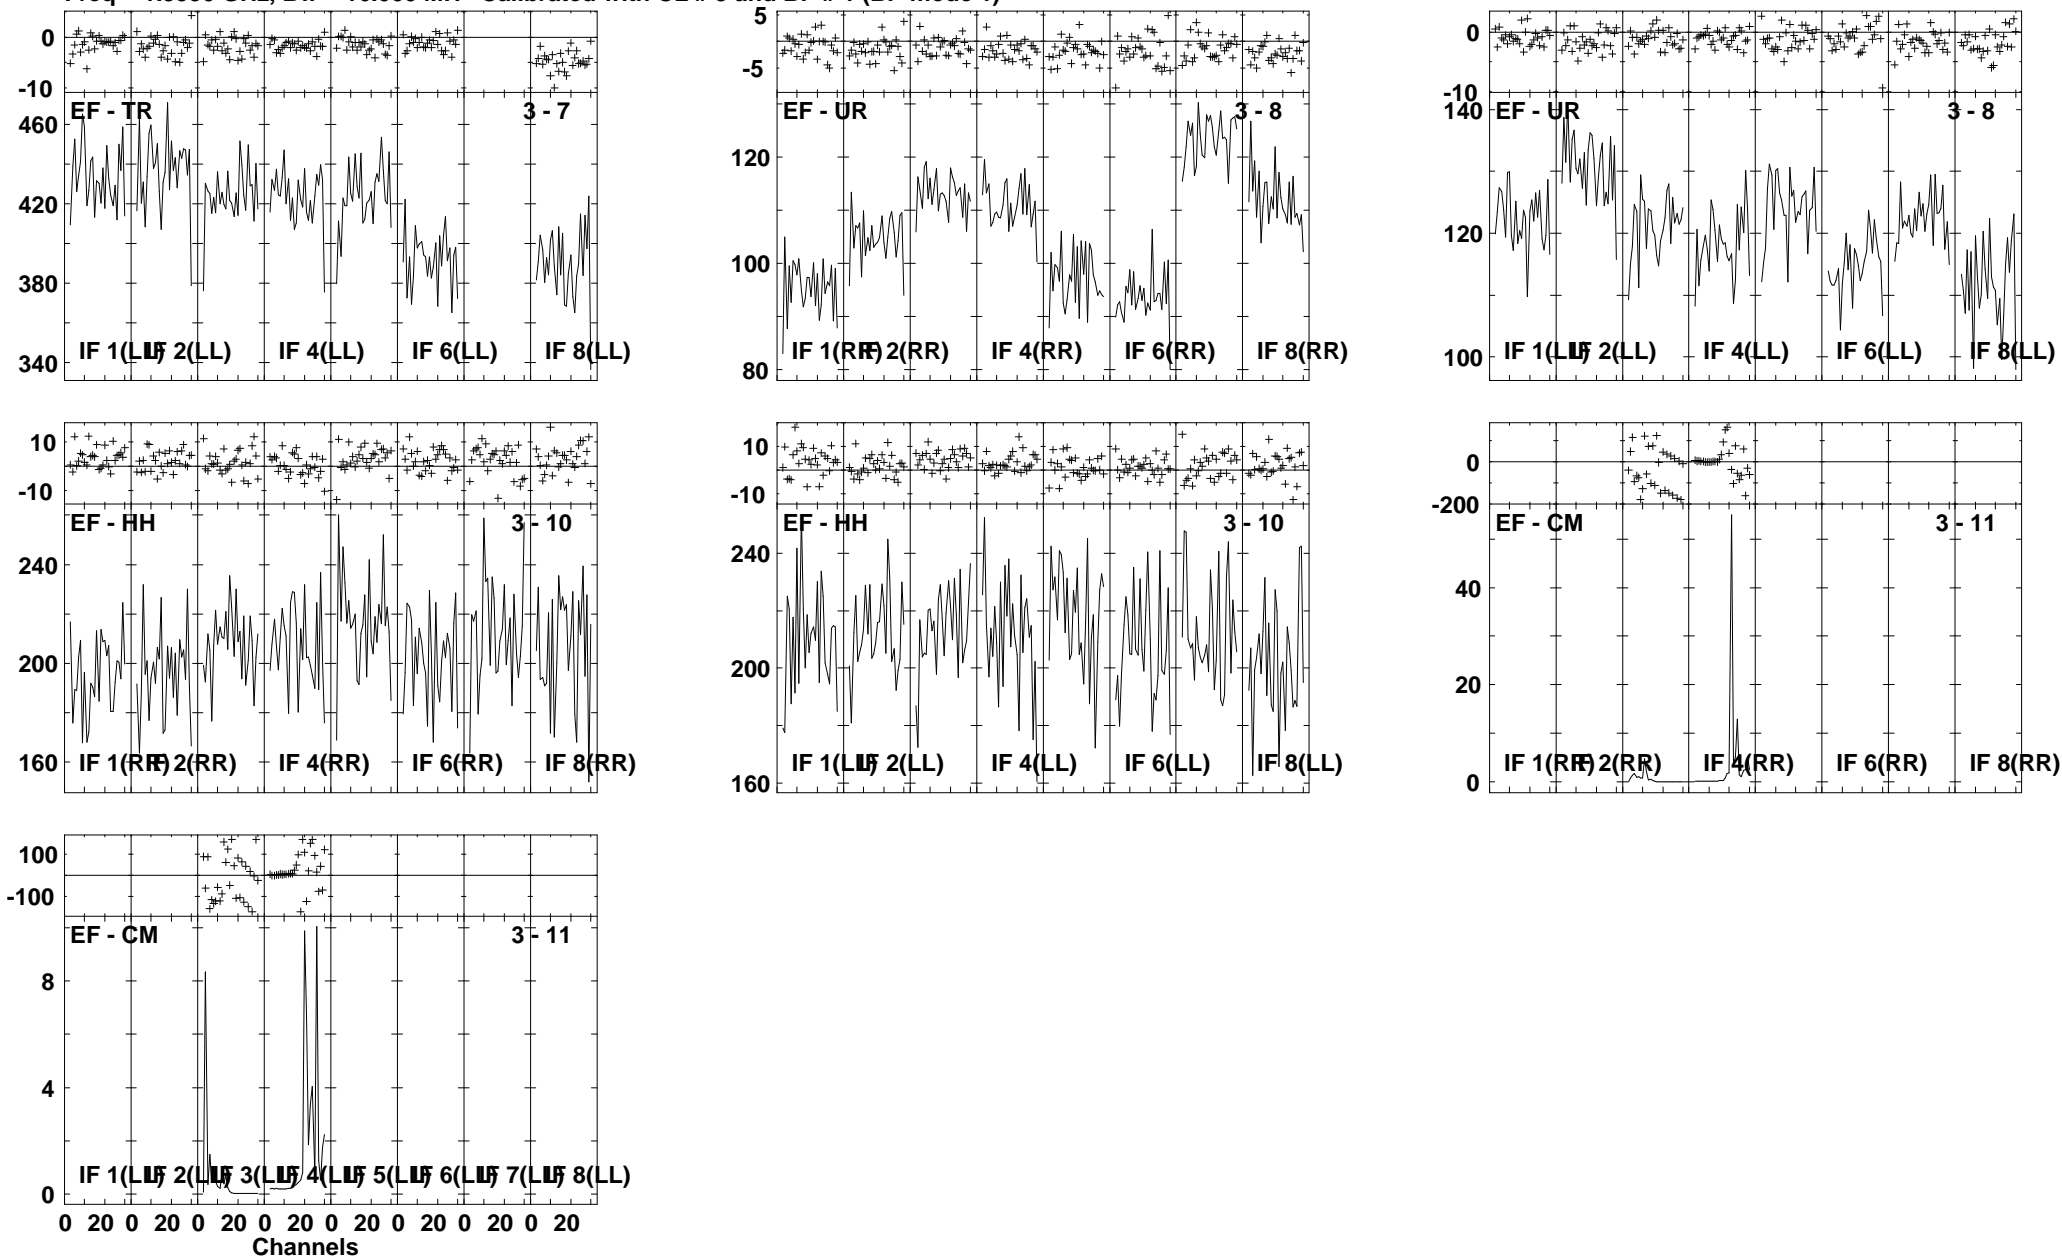 0
-10
EF - TR
3 - 7
460
420
380
340
IF 1(LL)
IF 2(LL)
IF 4(LL)
IF 6(LL)
IF 8(LL)
5
-5
EF - UR
3 - 8
120
100
80
IF 1(RR)
IF 2(RR)
IF 4(RR)
IF 6(RR)
IF 8(RR)
0
-10
EF - UR
3 - 8
140
120
100
IF 1(LL)
IF 2(LL)
IF 4(LL)
IF 6(LL)
IF 8(LL)
10
-10
EF - HH
3 - 10
240
200
160
IF 1(RR)
IF 2(RR)
IF 4(RR)
IF 6(RR)
IF 8(RR)
10
-10
EF - HH
3 - 10
240
200
160
IF 1(LL)
IF 2(LL)
IF 4(LL)
IF 6(LL)
IF 8(LL)
0
-200
EF - CM
3 - 11
40
20
0
IF 1(RR)
IF 2(RR)
IF 4(RR)
IF 6(RR)
IF 8(RR)
100
-100
EF - CM
3 - 11
8
4
0
IF 1(LL)
IF 2(LL)
IF 3(LL)
IF 4(LL)
IF 5(LL)
IF 6(LL)
IF 7(LL)
IF 8(LL)
0 20 0 20 0 20 0 20 0 20 0 20 0 20 0 20
Channels